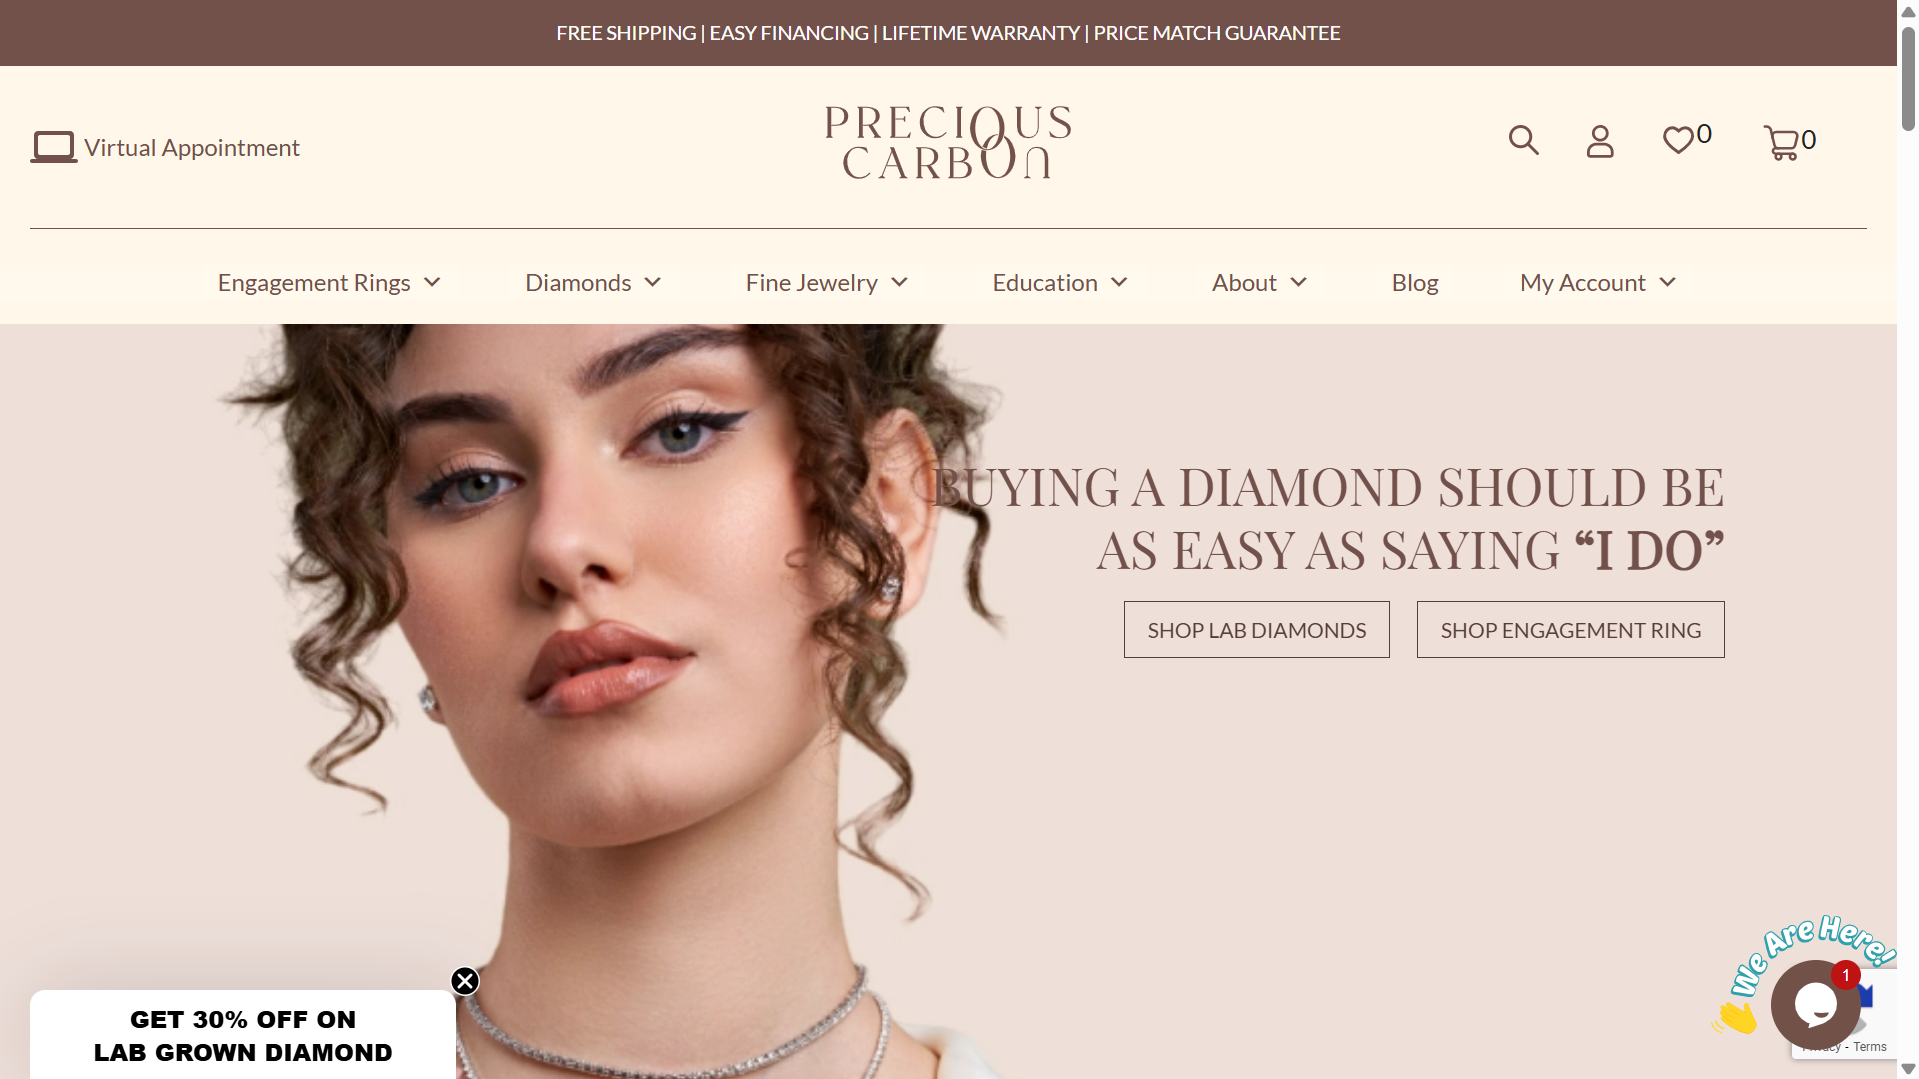 FREE SHIPPING | EASY FINANCING | LIFETIME WARRANTY | PRICE MATCH GUARANTEE
Virtual Appointment
PRECIOUS
CARBON
0
0
Engagement Rings
Diamonds
Fine Jewelry
Education
About
Blog
My Account
BUYING A DIAMOND SHOULD BE
AS EASY AS SAYING “I DO”
SHOP LAB DIAMONDS
SHOP ENGAGEMENT RING
GET 30% OFF ON
LAB GROWN DIAMOND
We Are Here!
1
- Terms